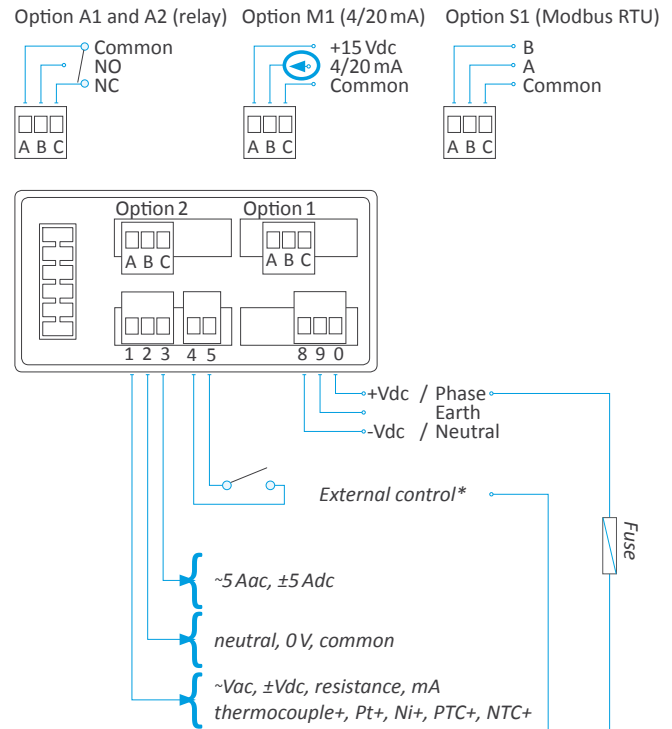 Option A1 and A2 (relay) Option M1 (4/20 mA) Option S1 (Modbus RTU)
Common
NO
NC
A B C
+15 Vdc
4/20 mA
Common
A B C
B
A
Common
A B C
Option 2 Option 1
A B C A B C
1 2 3 4 5 8 9 0
+Vdc / Phase
Earth
-Vdc / Neutral
External control*
Fuse
~5 Aac, ±5 Adc
neutral, 0 V, common
~Vac, ±Vdc, resistance, mA
thermocouple+, Pt+, Ni+, PTC+, NTC+